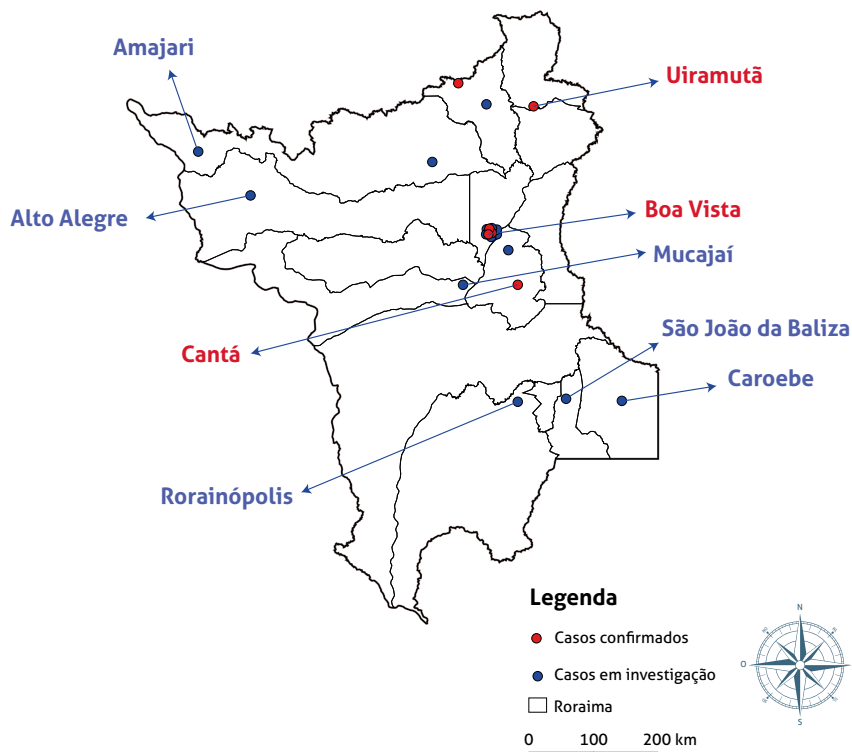 Amajari
Uiramutã
Alto Alegre
Boa Vista
Mucajaí
São João da Baliza
Cantá
Caroebe
Rorainópolis
Legenda
Casos confirmados
Casos em investigação
Roraima
0 100 200 km
N
O
S